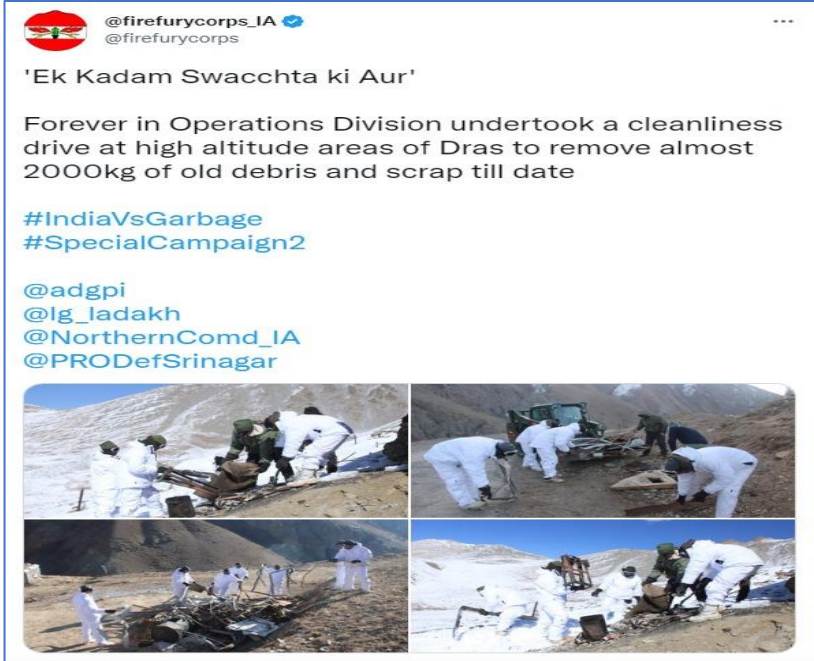 @firefurycorps_IA
@firefurycorps
'Ek Kadam Swacchta ki Aur'
Forever in Operations Division undertook a cleanliness
drive at high altitude areas of Dras to remove almost
2000kg of old debris and scrap till date
#IndiaVsGarbage
#SpecialCampaign2
@adgpi
@lg_ladakh
@NorthernComd_IA
@PRODefSrinagar